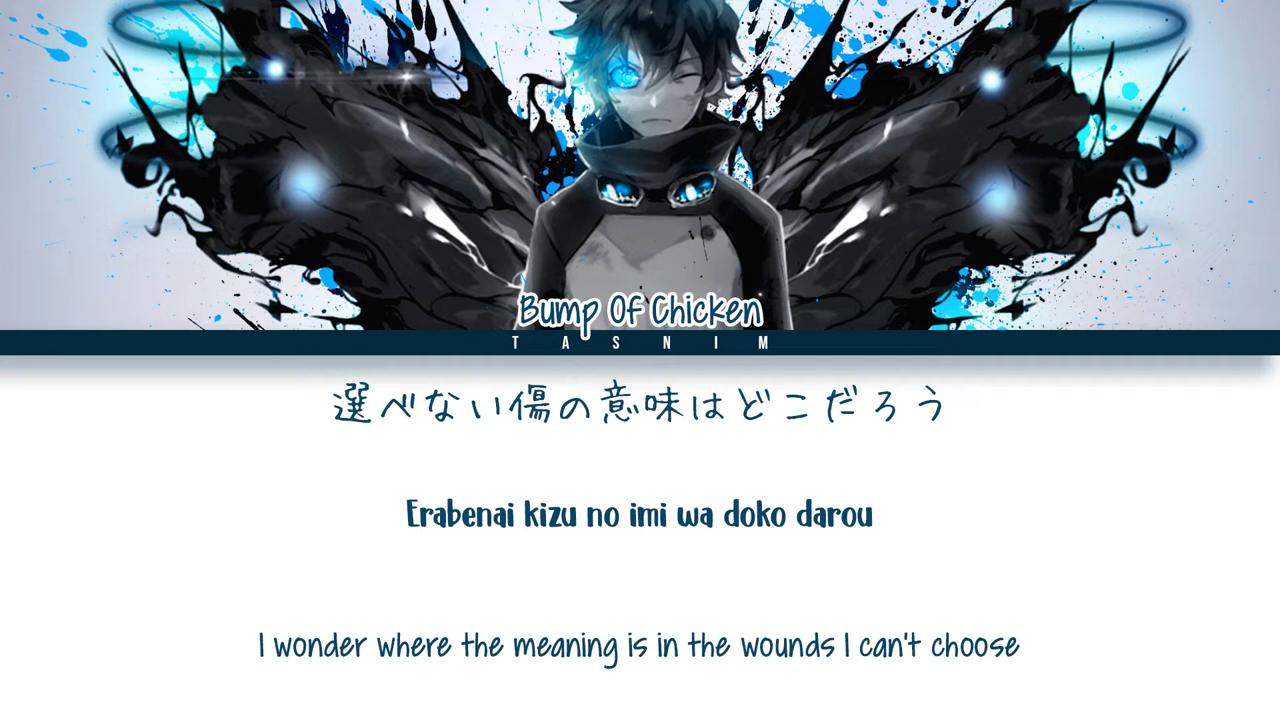 Bump Of Chicken
TASNIM
選べない傷の意味はどこだろう
Erabenai kizu no imi wa doko darou
I wonder where the meaning is in the wounds I can't choose